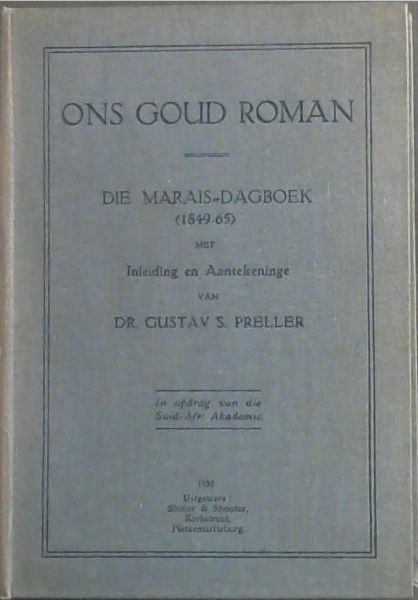 ONS GOUD ROMAN
DIE MARAIS-DAGBOEK
(1849-65)
MET
Inleiding en Aantekeninge
VAN
DR. GUSTAV S. PRELLER
In opdrag van die
Suid-Afr. Akademie
Uitgewers
Shuter & Shooter,
Kerkstraat,
Pietermaritzburg.